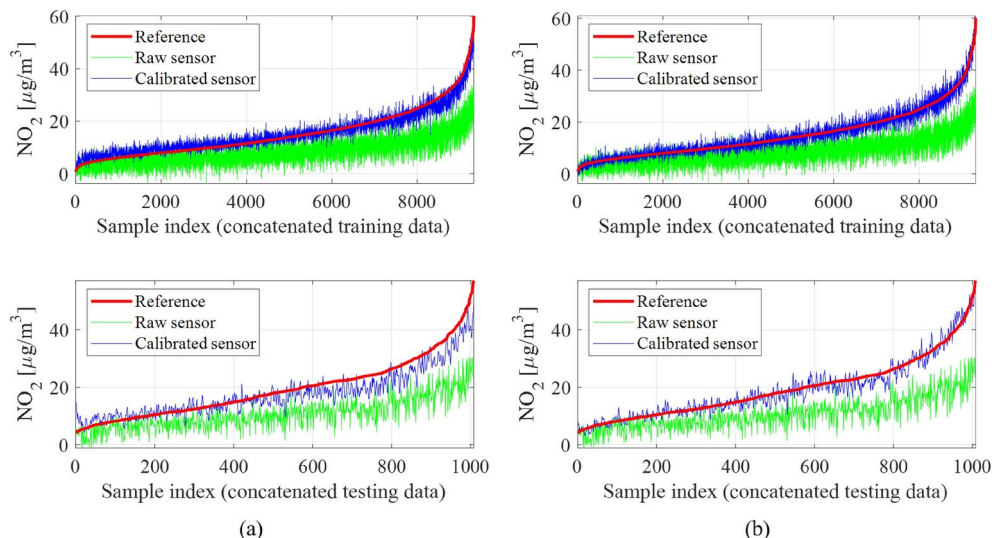 60
40
20
0
NO2 [μg/m3
Reference
Raw sensor
Calibrated sensor
0 2000 4000 6000 8000
Sample index (concatenated training data)
60
40
20
0
NO2 [μg/m3]
Reference
Raw sensor
Calibrated sensor
0 2000 4000 6000 8000
Sample index (concatenated training data)
40
20
0
NO2 [μg/m3]
Reference
Raw sensor
Calibrated sensor
0 200 400 600 800 1000
Sample index (concatenated testing data)
40
20
0
NO2 [μg/m3]
Reference
Raw sensor
Calibrated sensor
0 200 400 600 800 1000
Sample index (concatenated testing data)
(a) (b)